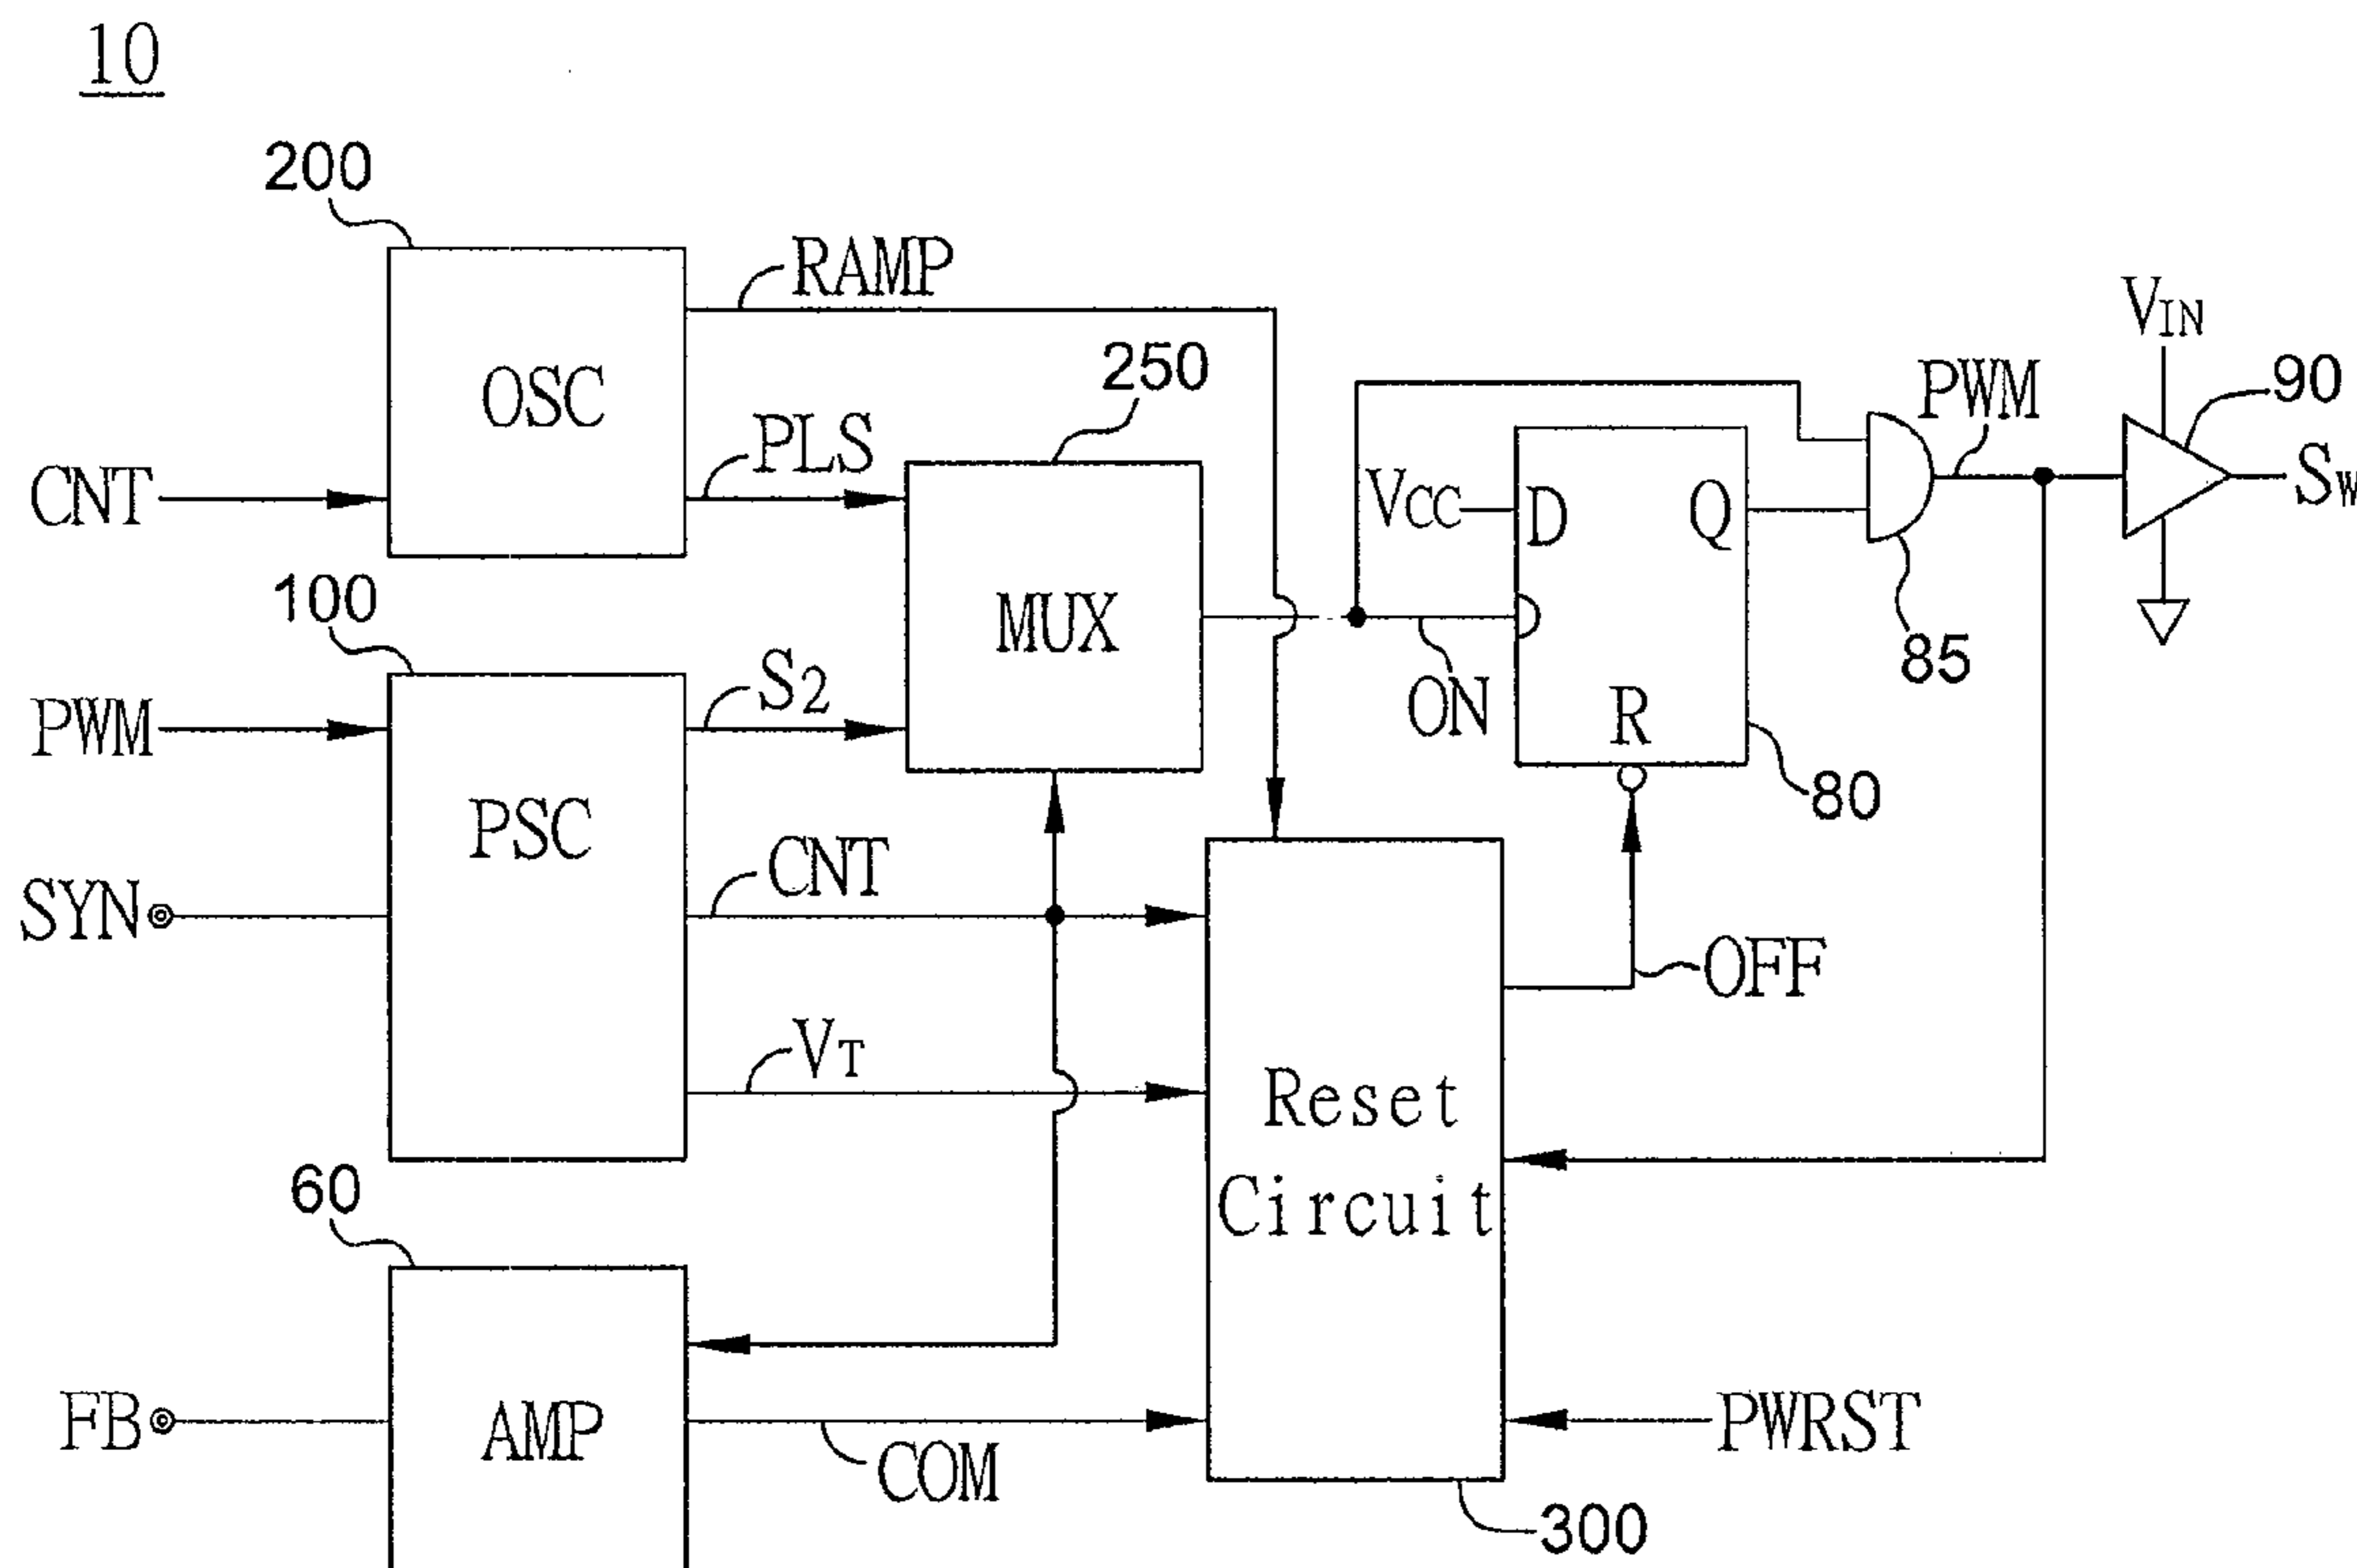 10
200
RAMP
OSC
PLS
CNT
250
VIN
PWM
90
VCC
D
Q
SW
100
MUX
85
PWM
S2
ON
R
80
PSC
CNT
SYN
OFF
VT
Reset
Circuit
60
FB
AMP
COM
PWRST
300